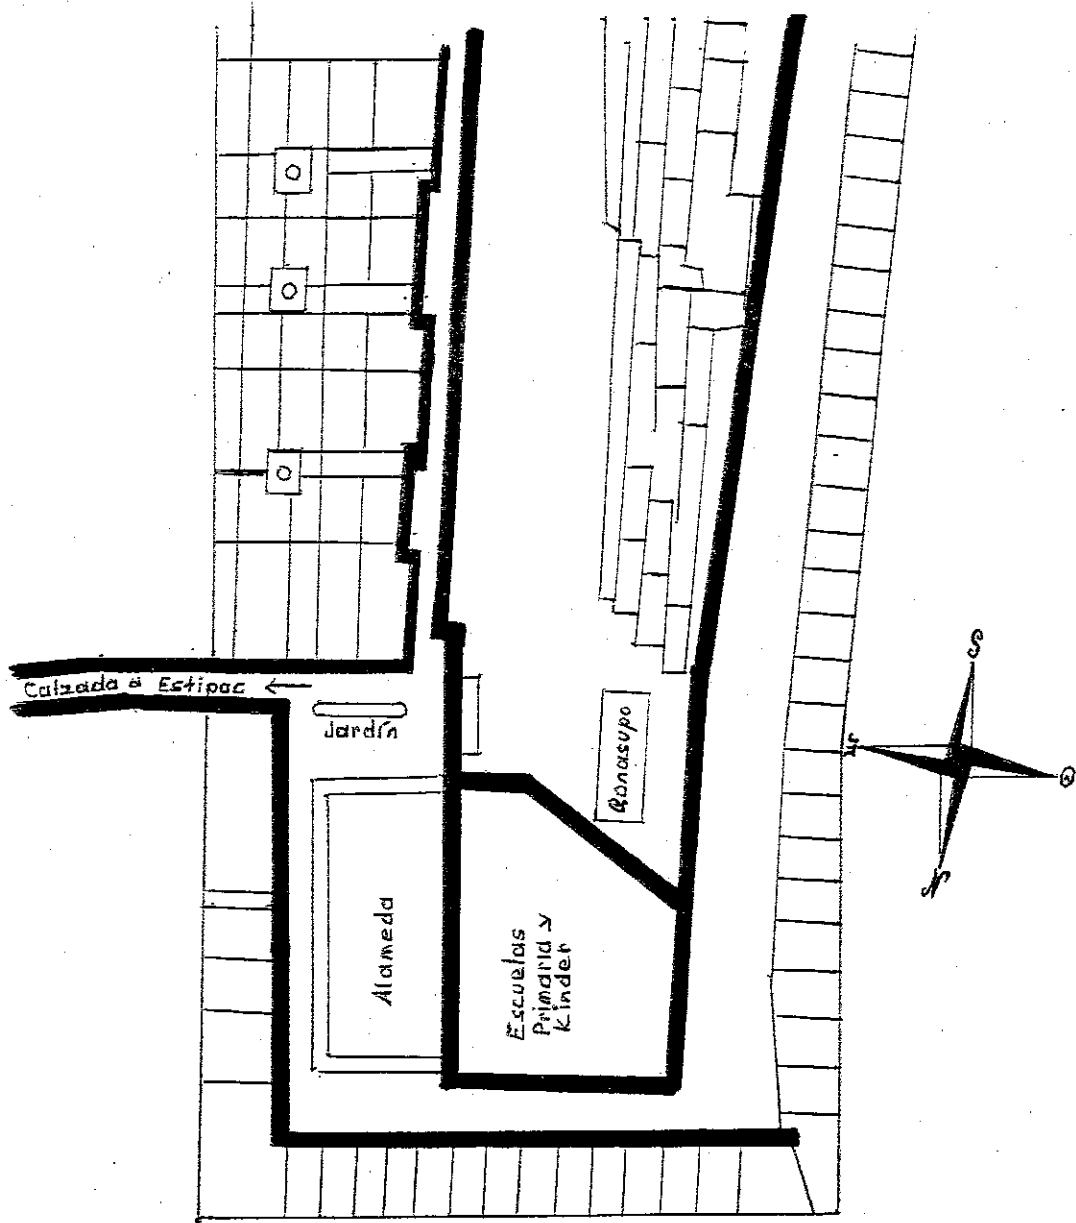 Calzada a Estipac
Jardín
Alameda
Escuelas
Primaria y
Kinder
Conasupo
S
E
O
N